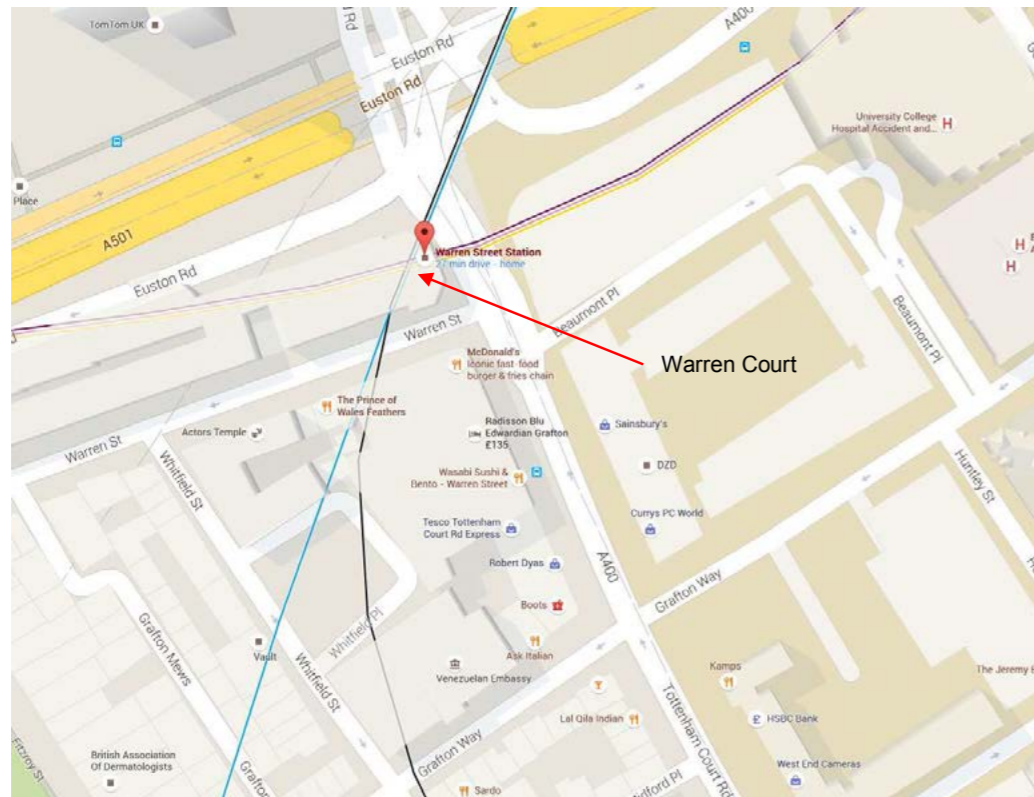 TomTom UK
Rd
Euston Rd
Euston Rd
A400
University College
Hospital Accident and...
Place
A501
Euston Rd
Warren Street Station
27 min drive - home
Beaumont Pl
Beaumont Pl
Warren Court
Warren St
McDonald's
Iconic fast-food
burger & fries chain
The Prince of
Wales Feathers
Actors Temple
Warren St
Whitfield St
Radisson Blu
Edwardian Grafton
£135
Sainsbury's
DZD
Wasabi Sushi &
Bento - Warren Street
Currys PC World
Huntley St
Tesco Tottenham
Court Rd Express
Robert Dyas
A400
Grafton Way
Boots
Grafton Mews
Whitfield Pl
Vault
Ask Italian
Whitfield St
Venezuelan Embassy
Kamps
The Jeremy
Tottenham Court Rd
Lal Qila Indian
HSBC Bank
Grafton Way
British Association
Of Dermatologists
Fitzroy St
West End Cameras
Sardo